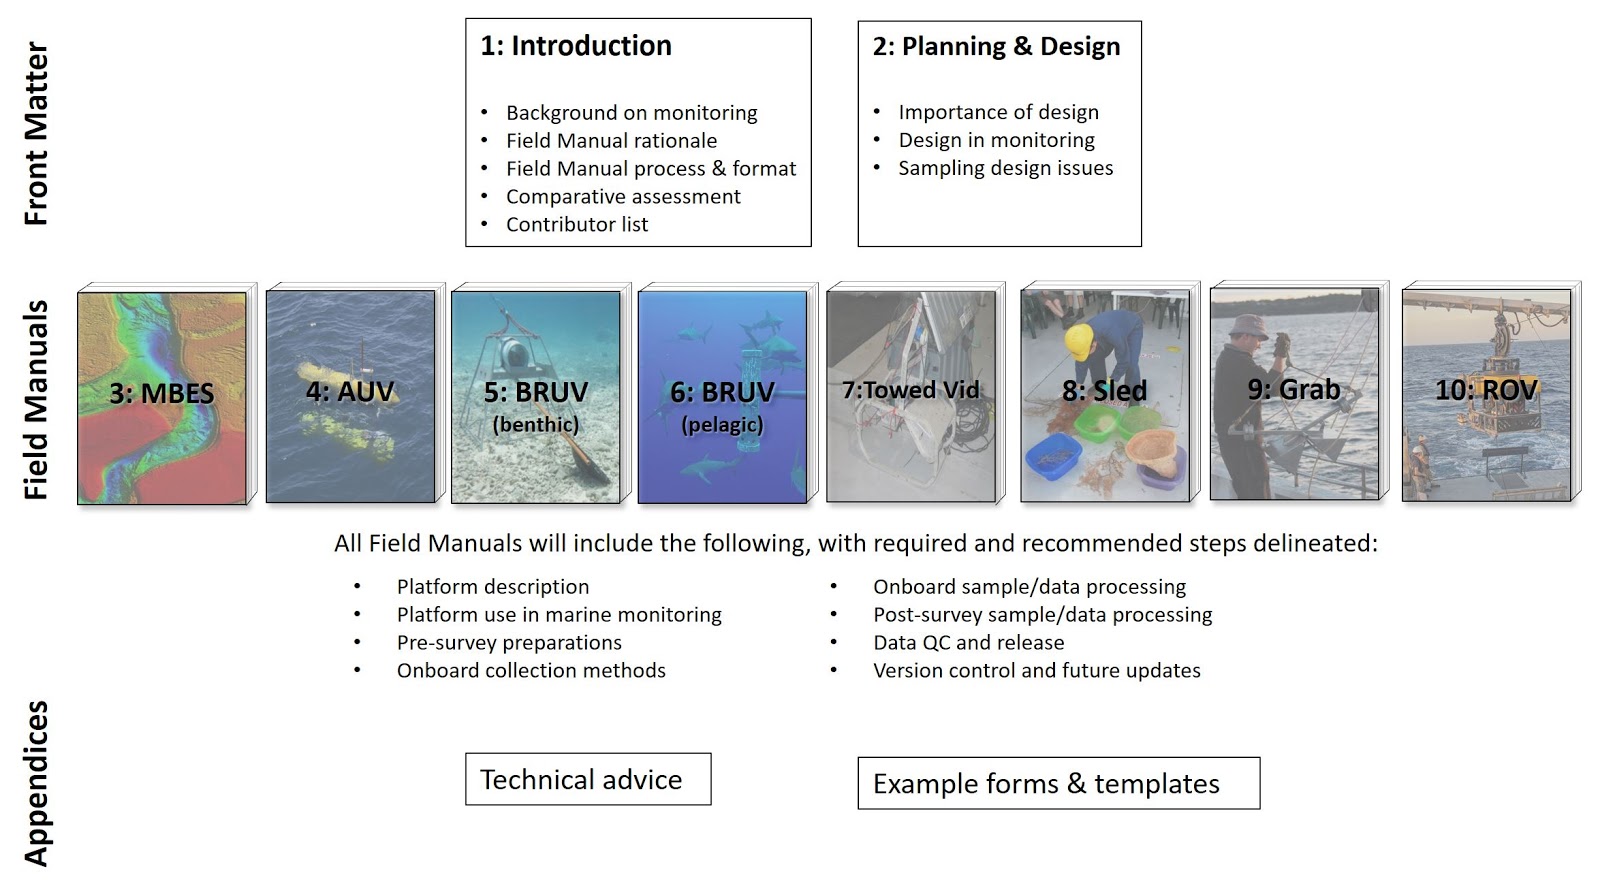 Front Matter
1: Introduction
• Background on monitoring
• Field Manual rationale
• Field Manual process & format
• Comparative assessment
• Contributor list
2: Planning & Design
• Importance of design
• Design in monitoring
• Sampling design issues
Field Manuals
3: MBES
4: AUV
5: BRUV
(benthic)
6: BRUV
(pelagic)
7:Towed Vid
8: Sled
9: Grab
10: ROV
All Field Manuals will include the following, with required and recommended steps delineated:
• Platform description
• Platform use in marine monitoring
• Pre-survey preparations
• Onboard collection methods
• Onboard sample/data processing
• Post-survey sample/data processing
• Data QC and release
• Version control and future updates
Appendices
Technical advice
Example forms & templates